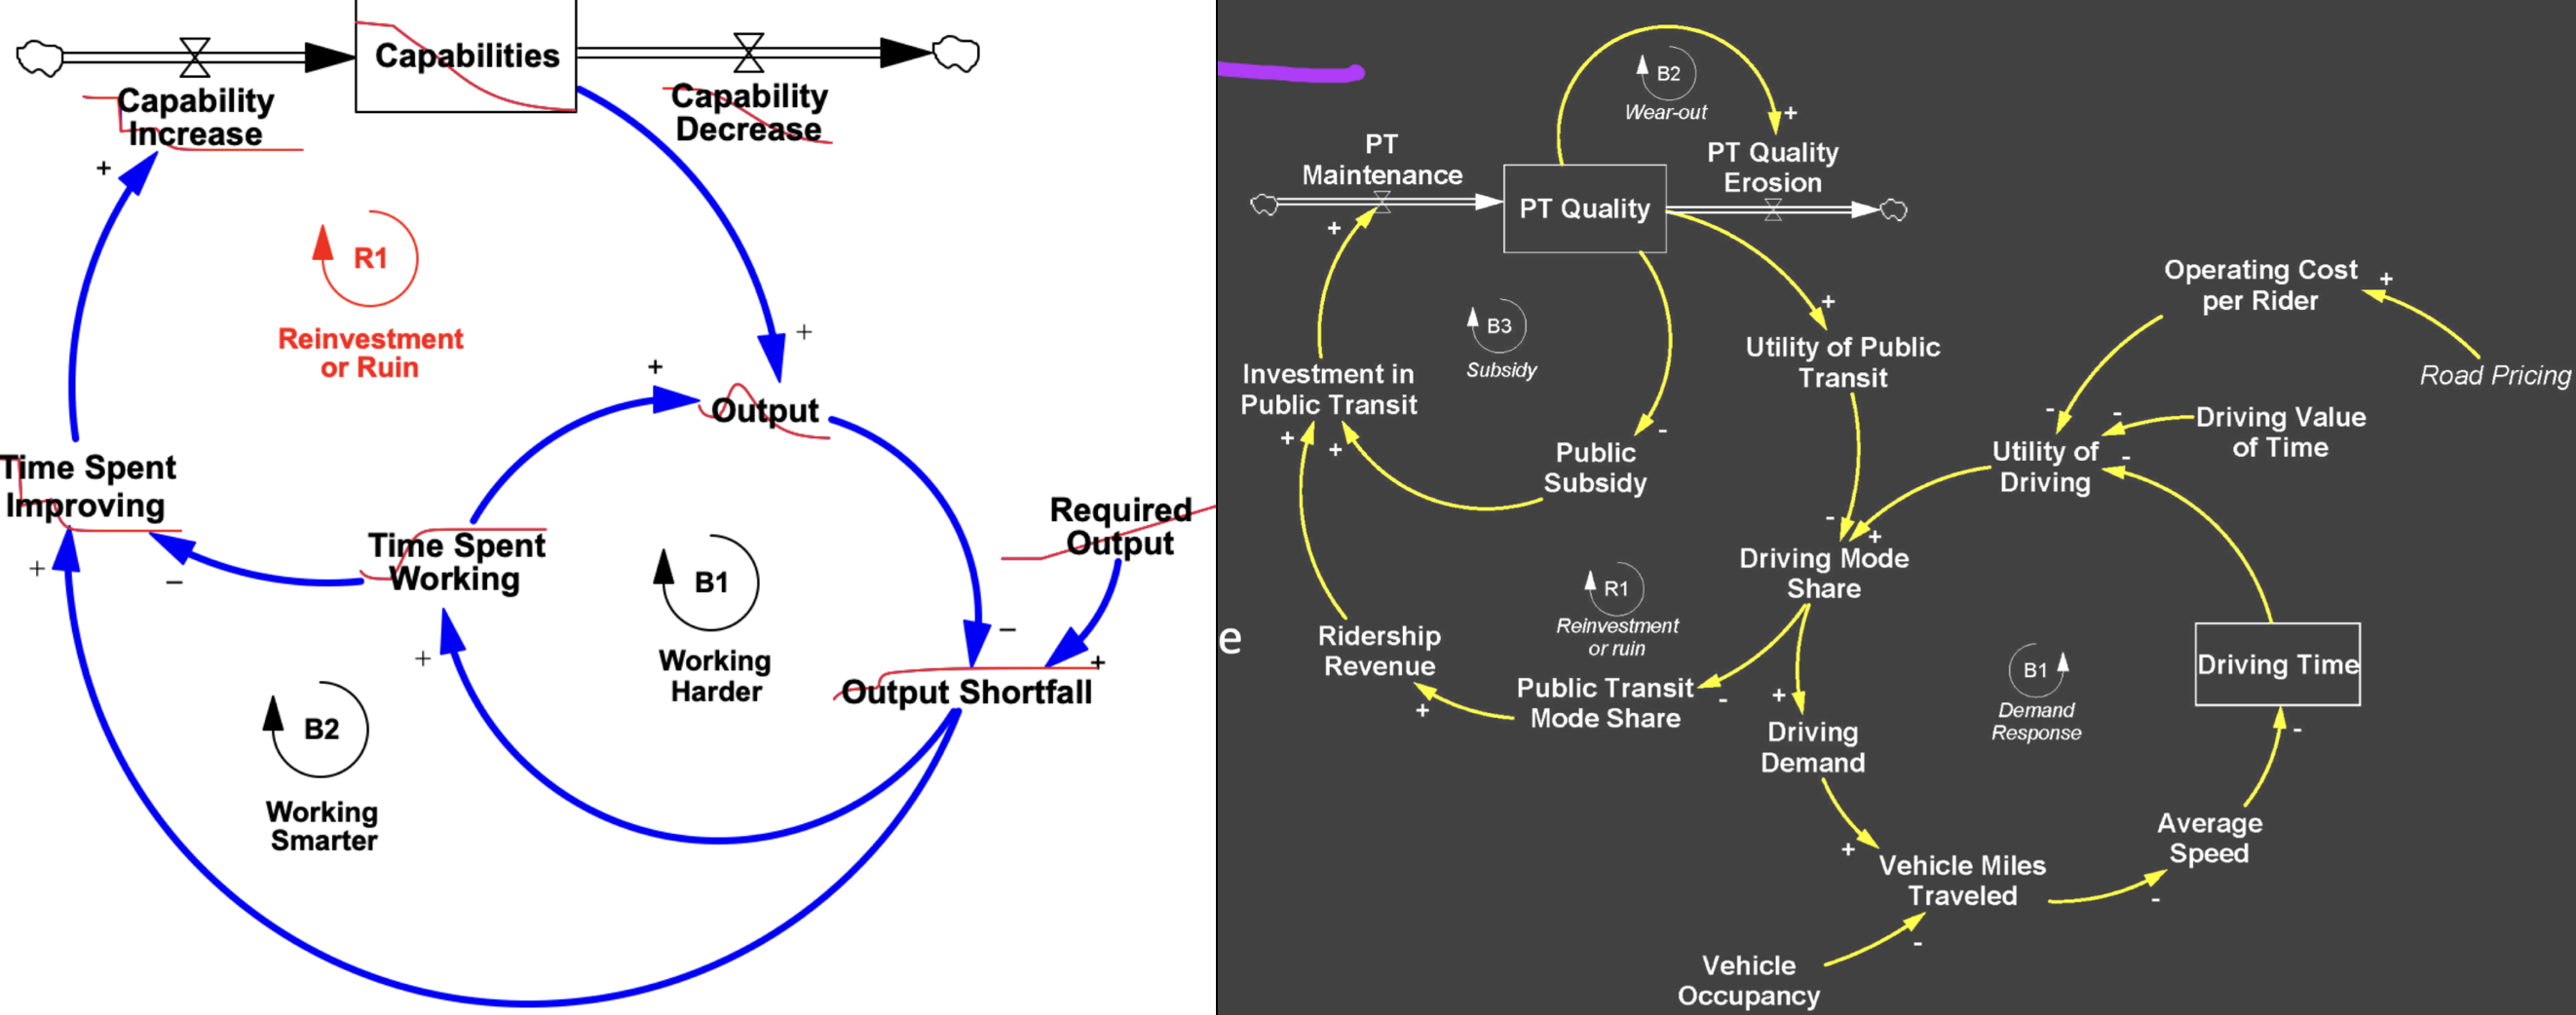 Capabilities
Capability
Increase
+
Capability
Decrease
R1
Reinvestment
or Ruin
+
+
Output
Time Spent
Improving
+
−
Time Spent
Working
+
B1
Working
Harder
Required
Output
−
+
Output Shortfall
B2
Working
Smarter
B2
Wear-out
+
PT
Maintenance
+
PT Quality
PT Quality
Erosion
B3
Subsidy
+
Utility of Public
Transit
Operating Cost
per Rider
+
Road Pricing
Investment in
Public Transit
+
+
-
Public
Subsidy
-
-
Driving Value
of Time
-
Utility of
Driving
-
+
Driving Mode
Share
R1
Reinvestment
or ruin
e
Ridership
Revenue
+
Public Transit
Mode Share
-
+
Driving
Demand
B1
Demand
Response
Driving Time
-
Average
Speed
+
Vehicle Miles
Traveled
-
-
Vehicle
Occupancy